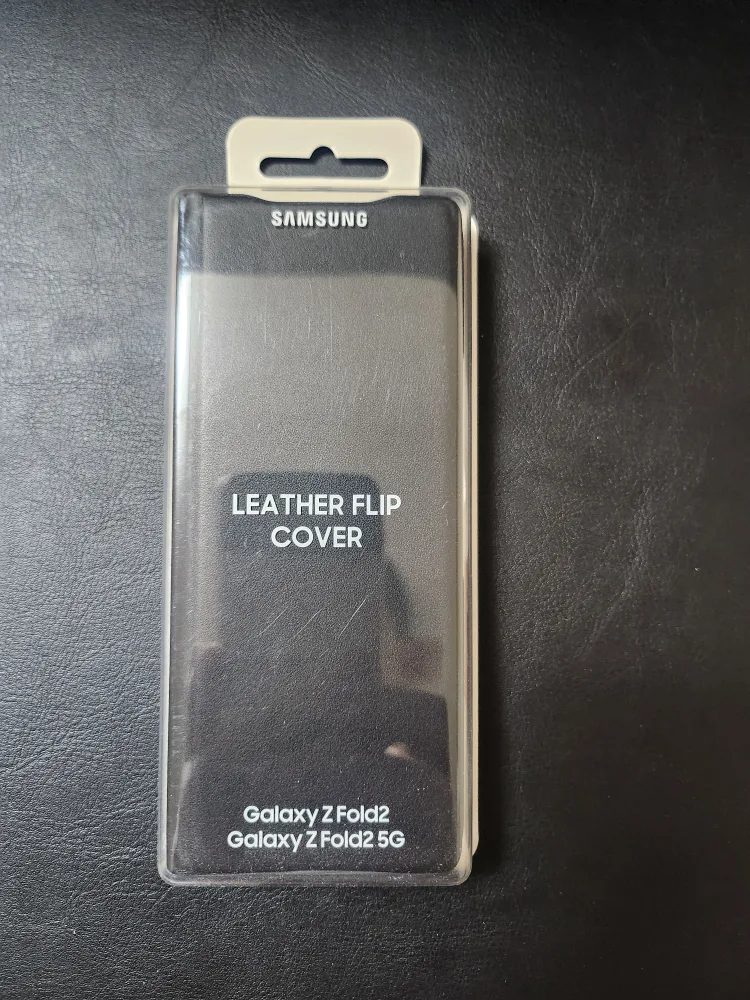 SAMSUNG
LEATHER FLIP
COVER
Galaxy Z Fold2
Galaxy Z Fold2 5G